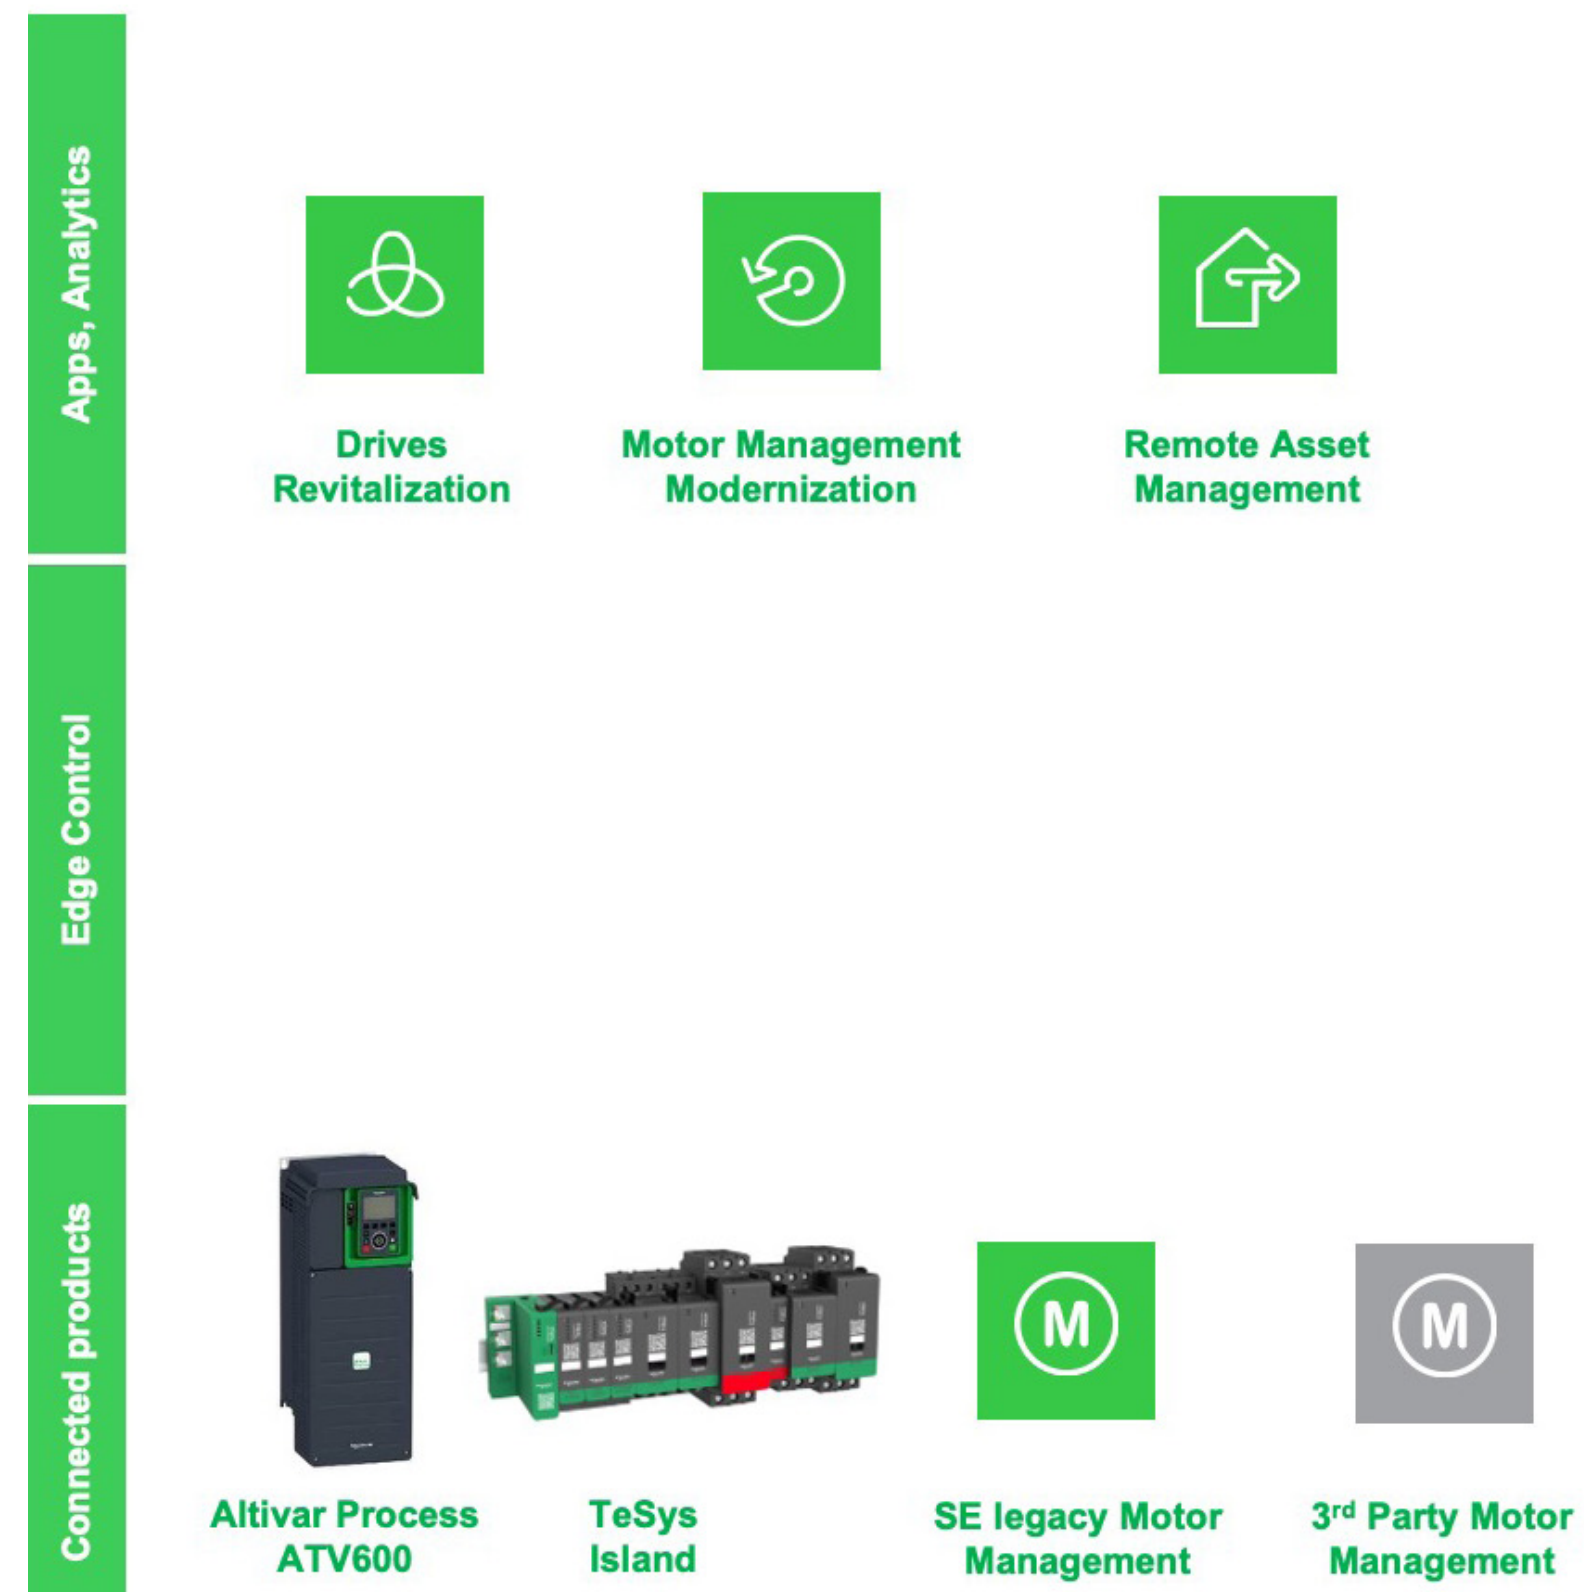 Apps, Analytics
Drives
Revitalization
Motor Management
Modernization
Remote Asset
Management
Edge Control
Connected products
M
M
Altivar Process
ATV600
TeSys
Island
SE legacy Motor
Management
3rd Party Motor
Management